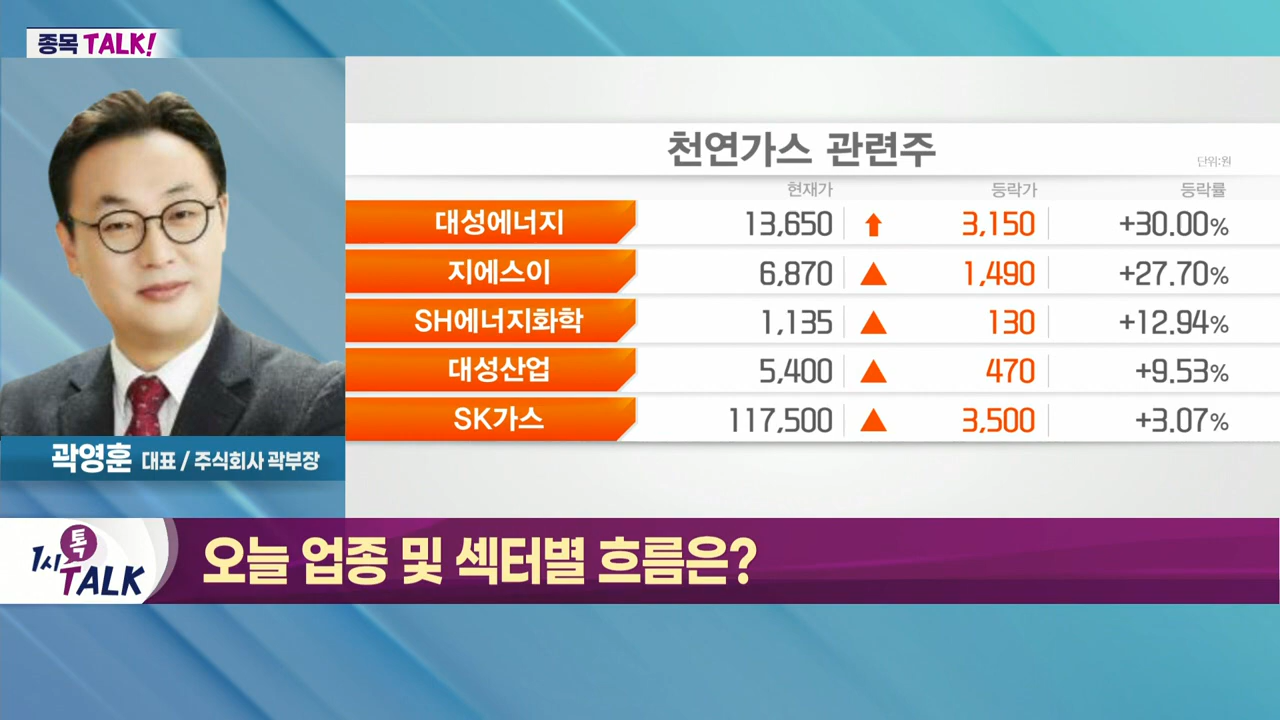 종목 TALK!
천연가스 관련주
단위:원
현재가 등락가 등락률
대성에너지 13,650 3,150 +30.00%
지에스이 6,870 1,490 +27.70%
SH에너지화학 1,135 130 +12.94%
대성산업 5,400 470 +9.53%
SK가스 117,500 3,500 +3.07%
곽영훈 대표 / 주식회사 곽부장
1시 톡 TALK
오늘 업종 및 섹터별 흐름은?